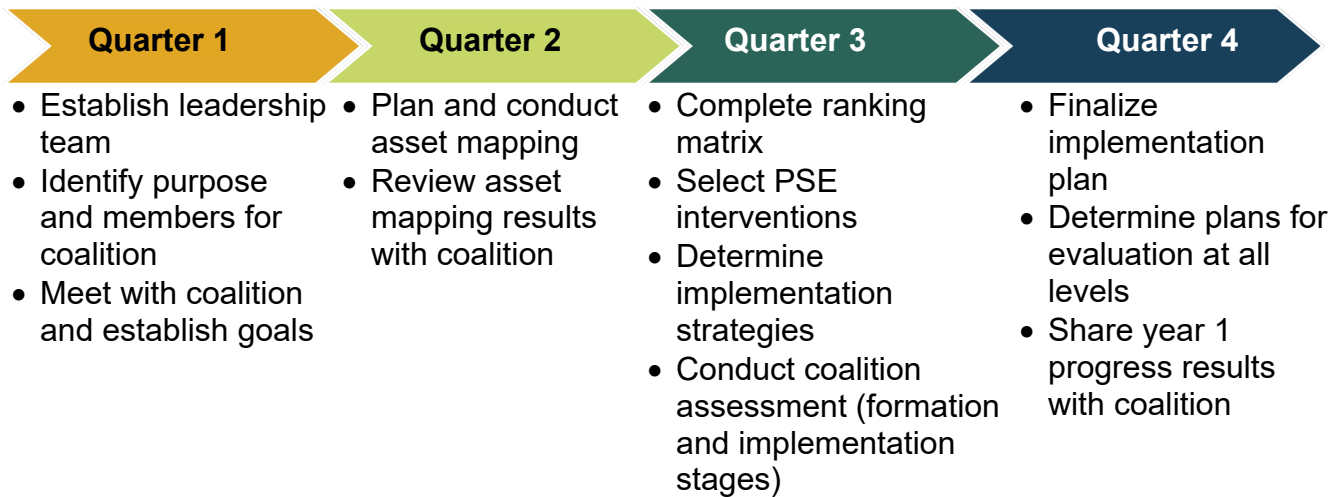 Quarter 1
• Establish leadership
team
• Identify purpose
and members for
coalition
• Meet with coalition
and establish goals
Quarter 2
• Plan and conduct
asset mapping
• Review asset
mapping results
with coalition
Quarter 3
• Complete ranking
matrix
• Select PSE
interventions
• Determine
implementation
strategies
• Conduct coalition
assessment (formation
and implementation
stages)
Quarter 4
• Finalize
implementation
plan
• Determine plans for
evaluation at all
levels
• Share year 1
progress results
with coalition